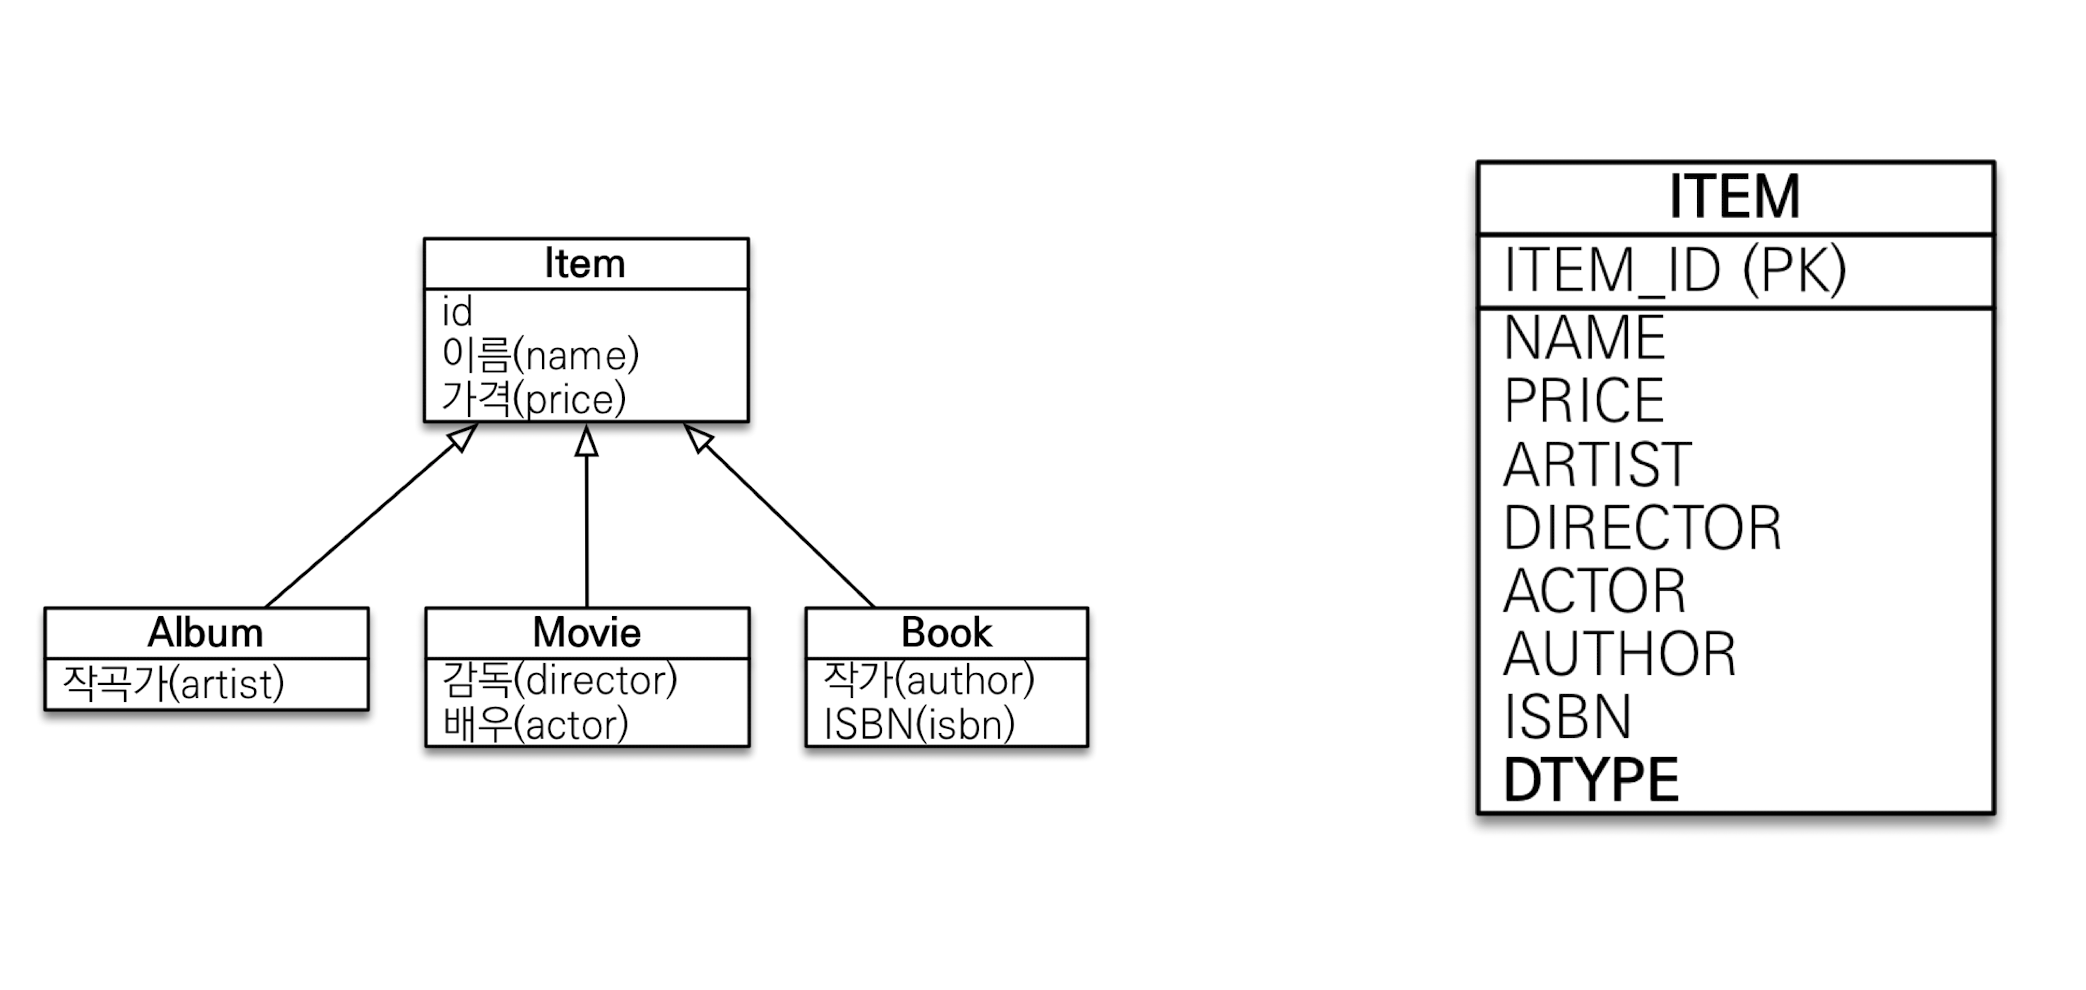 Item
id
이름(name)
가격(price)
Album
작곡가(artist)
Movie
감독(director)
배우(actor)
Book
작가(author)
ISBN(isbn)
ITEM
ITEM_ID (PK)
NAME
PRICE
ARTIST
DIRECTOR
ACTOR
AUTHOR
ISBN
DTYPE